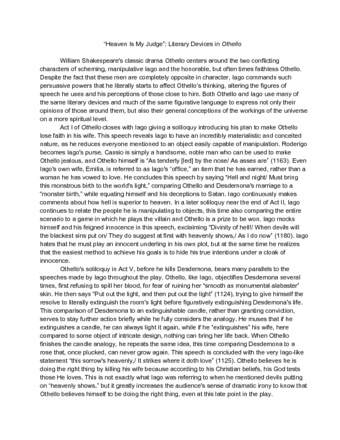 “Heaven Is My Judge”: Literary Devices in Othello
William Shakespeare's classic drama Othello centers around the two conflicting
characters of scheming, manipulative Iago and the honorable, but often times faithless Othello.
Despite the fact that these men are completely opposite in character, Iago commands such
persuasive powers that he literally starts to affect Othello's thinking, altering the figures of
speech he uses and his perceptions of those close to him. Both Othello and Iago use many of
the same literary devices and much of the same figurative language to express not only their
opinions of those around them, but also their general conceptions of the workings of the universe
on a more spiritual level.
Act I of Othello closes with Iago giving a soliloquy introducing his plan to make Othello
lose faith in his wife. This speech reveals Iago to have an incredibly materialistic and conceited
nature, as he reduces everyone mentioned to an object easily capable of manipulation. Roderigo
becomes Iago's purse, Cassio is simply a handsome, noble man who can be used to make
Othello jealous, and Othello himself is “As tenderly [led] by the nose/ As asses are” (1163). Even
Iago's own wife, Emilia, is referred to as Iago's “office,” an item that he has earned, rather than a
woman he has vowed to love. He concludes this speech by saying “Hell and night/ Must bring
this monstrous birth to the world's light,” comparing Othello and Desdemona's marriage to a
“monster birth,” while equating himself and his deceptions to Satan. Iago continuously makes
comments about how hell is superior to heaven. In a later soliloquy near the end of Act II, Iago
continues to relate the people he is manipulating to objects, this time also comparing the entire
scenario to a game in which he plays the villain and Othello is a prize to be won. Iago mocks
himself and his feigned innocence in this speech, exclaiming “Divinity of hell!/ When devils will
the blackest sins put on/ They do suggest at first with heavenly shows,/ As I do now” (1180). Iago
hates that he must play an innocent underling in his own plot, but at the same time he realizes
that the easiest method to achieve his goals is to hide his true intentions under a cloak of
innocence.
Othello's soliloquy in Act V, before he kills Desdemona, bears many parallels to the
speeches made by Iago throughout the play. Othello, like Iago, objectifies Desdemona several
times, first refusing to spill her blood, for fear of ruining her “smooth as monumental alabaster”
skin. He then says “Put out the light, and then put out the light” (1124), trying to give himself the
resolve to literally extinguish the room's light before figuratively extinguishing Desdemona's life.
This comparison of Desdemona to an extinguishable candle, rather than granting conviction,
serves to stay further action briefly while he fully considers the analogy. He muses that if he
extinguishes a candle, he can always light it again, while if he “extinguishes” his wife, here
compared to some object of intricate design, nothing can bring her life back. When Othello
finishes the candle analogy, he repeats the same idea, this time comparing Desdemona to a
rose that, once plucked, can never grow again. This speech is concluded with the very Iago-like
statement “this sorrow's heavenly,/ It strikes where it doth love” (1125). Othello believes he is
doing the right thing by killing his wife because according to his Christian beliefs, his God tests
those He loves. This is not exactly what Iago was referring to when he mentioned devils putting
on “heavenly shows,” but it greatly increases the audience's sense of dramatic irony to know that
Othello believes himself to be doing the right thing, even at this late point in the play.